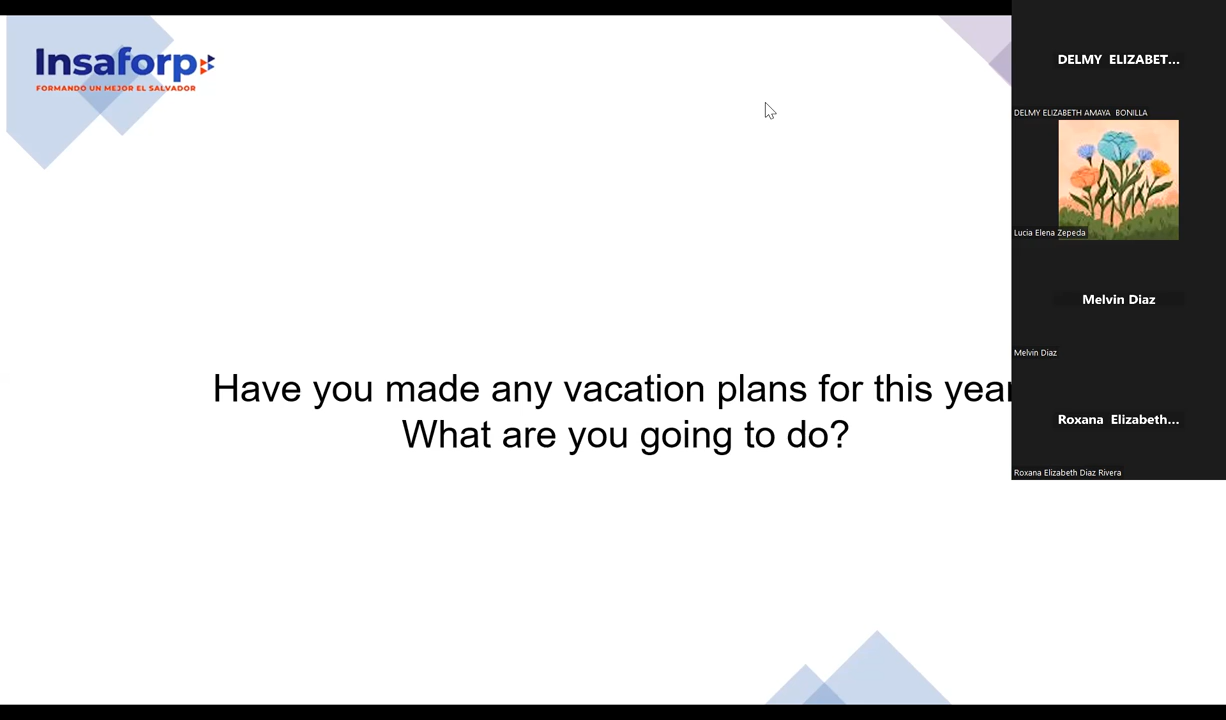 Insaforp
FORMANDO UN MEJOR EL SALVADOR
Have you made any vacation plans for this year
What are you going to do?
DELMY ELIZABET...
DELMY ELIZABETH AMAYA BONILLA
Lucia Elena Zepeda
Melvin Diaz
Melvin Diaz
Roxana Elizabeth...
Roxana Elizabeth Diaz Rivera